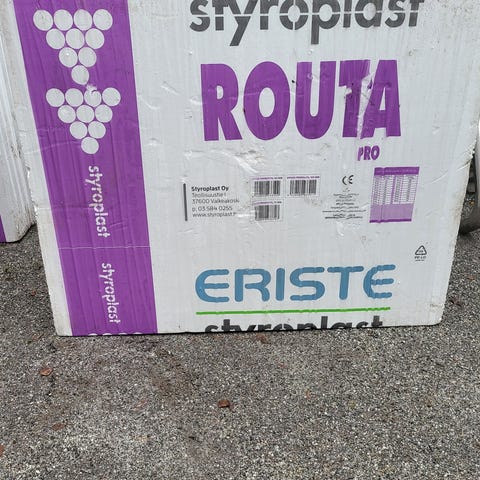 styroplast
ROUTA
PRO
styroplast
styroplast
Styroplast Oy
Teollisuustie 1
37600 Valkeakoski
p. 03 584 0255
www.styroplast.fi
CE
ERISTE
styroplast